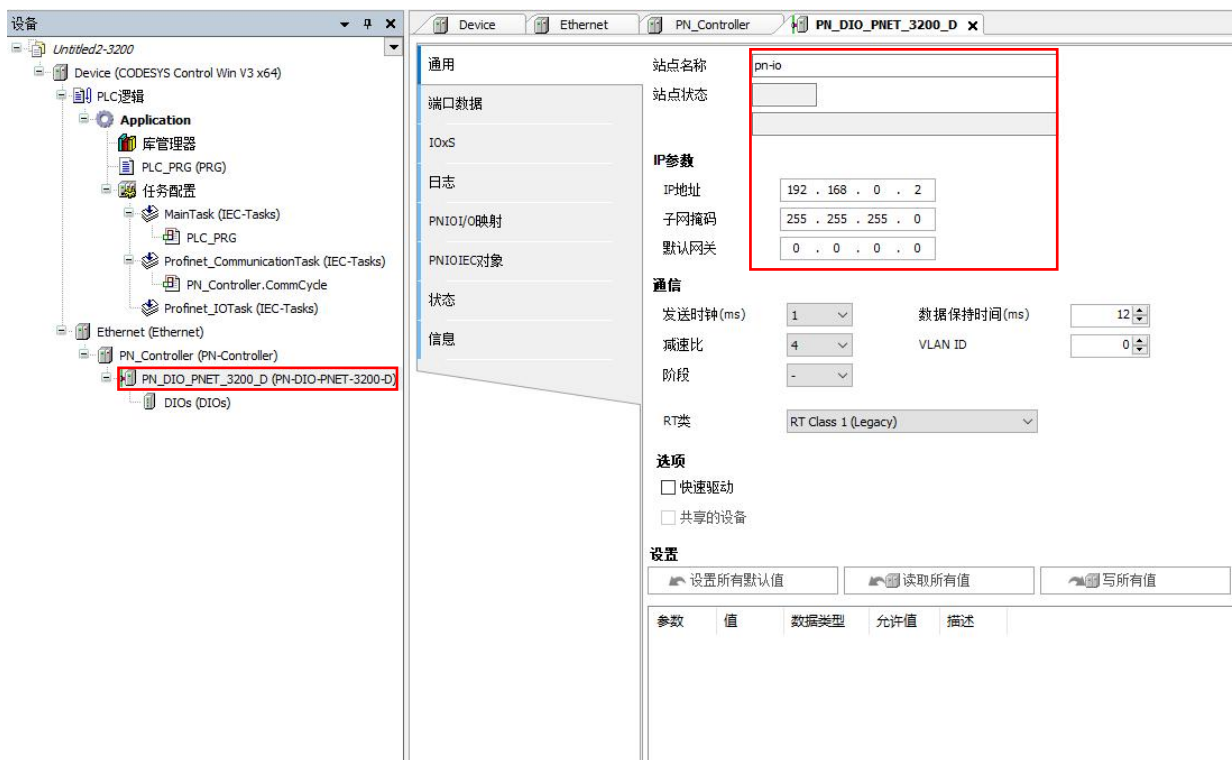 设备
Untitled2-3200
Device (CODESYS Control Win V3 x64)
PLC逻辑
Application
库管理器
PLC_PRG (PRG)
任务配置
MainTask (IEC-Tasks)
PLC_PRG
Profinet_CommunicationTask (IEC-Tasks)
PN_Controller.CommCycle
Profinet_IOTask (IEC-Tasks)
Ethernet (Ethernet)
PN_Controller (PN-Controller)
PN_DIO_PNET_3200_D (PN-DIO-PNET-3200-D)
DIOs (DIOs)
Device Ethernet PN_Controller PN_DIO_PNET_3200_D
通用
端口数据
IOxS
日志
PNIOI/O映射
PNIOIEC对象
状态
信息
站点名称 pn-io
站点状态
IP参数
IP地址 192 . 168 . 0 . 2
子网掩码 255 . 255 . 255 . 0
默认网关 0 . 0 . 0 . 0
通信
发送时钟(ms) 1 数据保持时间(ms) 12
减速比 4 VLAN ID 0
阶段 -
RT类 RT Class 1 (Legacy)
选项
快速驱动
共享的设备
设置
设置所有默认值 读取所有值 写所有值
参数 值 数据类型 允许值 描述